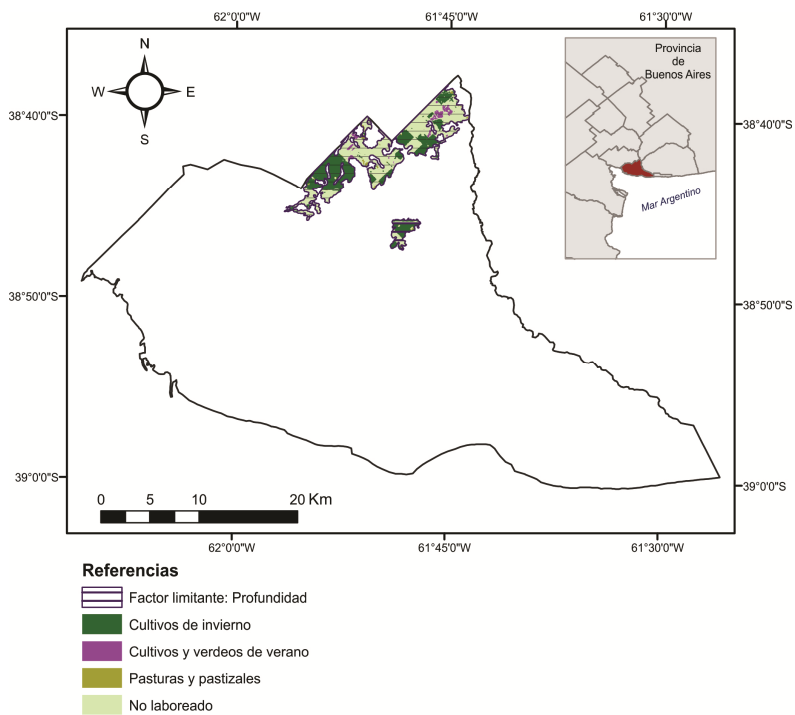 62°0'0"W
61°45'0"W
61°30'0"W
N
W
E
S
Provincia
de
Buenos Aires
Mar Argentino
38°40'0"S
38°40'0"S
38°50'0"S
38°50'0"S
39°0'0"S
39°0'0"S
0 5 10 20 Km
62°0'0"W
61°45'0"W
61°30'0"W
Referencias
Factor limitante: Profundidad
Cultivos de invierno
Cultivos y verdeos de verano
Pasturas y pastizales
No laboreado